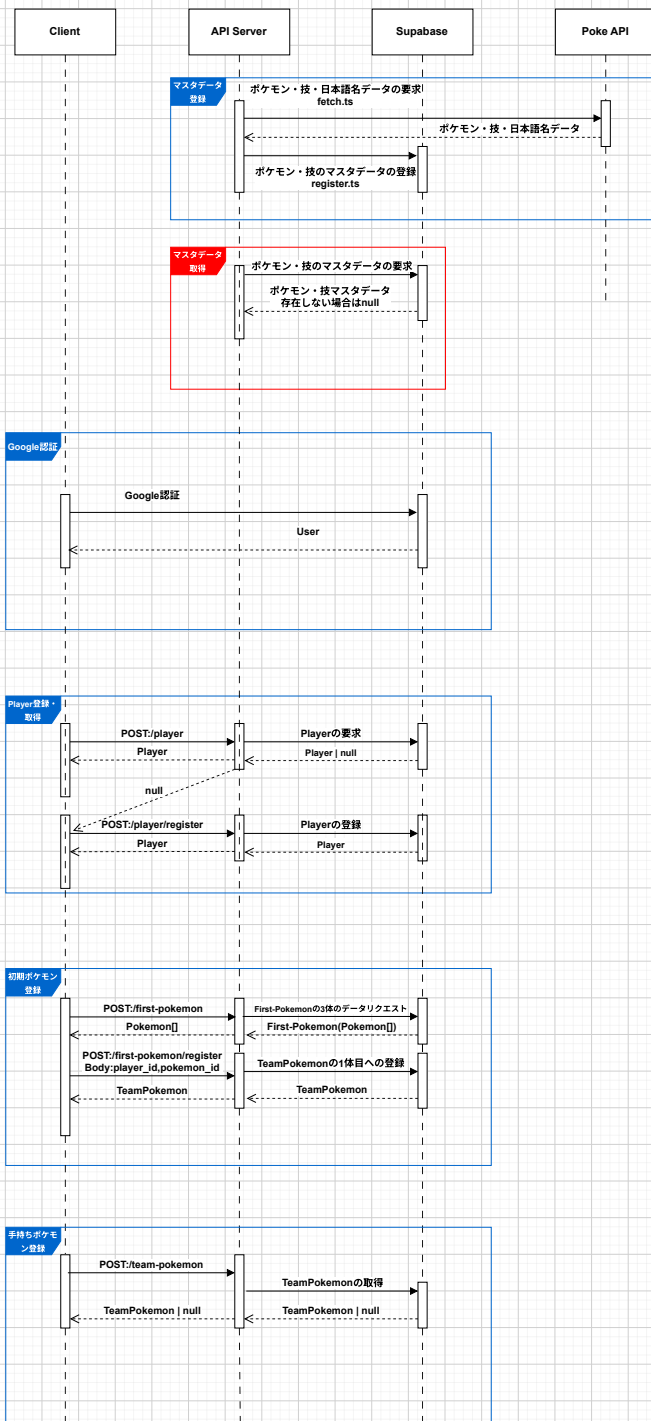 Client
API Server
Supabase
Poke API
マスタデータ
登録
ポケモン・技・日本語名データの要求
fetch.ts
ポケモン・技・日本語名データ
ポケモン・技のマスタデータの登録
register.ts
マスタデータ
取得
ポケモン・技のマスタデータの要求
ポケモン・技マスタデータ
存在しない場合はnull
Google認証
Google認証
User
Player登録・
取得
POST:/player
Playerの要求
Player
Player | null
null
POST:/player/register
Playerの登録
Player
Player
初期ポケモン
登録
POST:/first-pokemon
First-Pokemonの3体のデータリクエスト
Pokemon[]
First-Pokemon(Pokemon[])
POST:/first-pokemon/register
Body:player_id,pokemon_id
TeamPokemonの1体目への登録
TeamPokemon
TeamPokemon
手持ちポケモ
ン登録
POST:/team-pokemon
TeamPokemonの取得
TeamPokemon | null
TeamPokemon | null